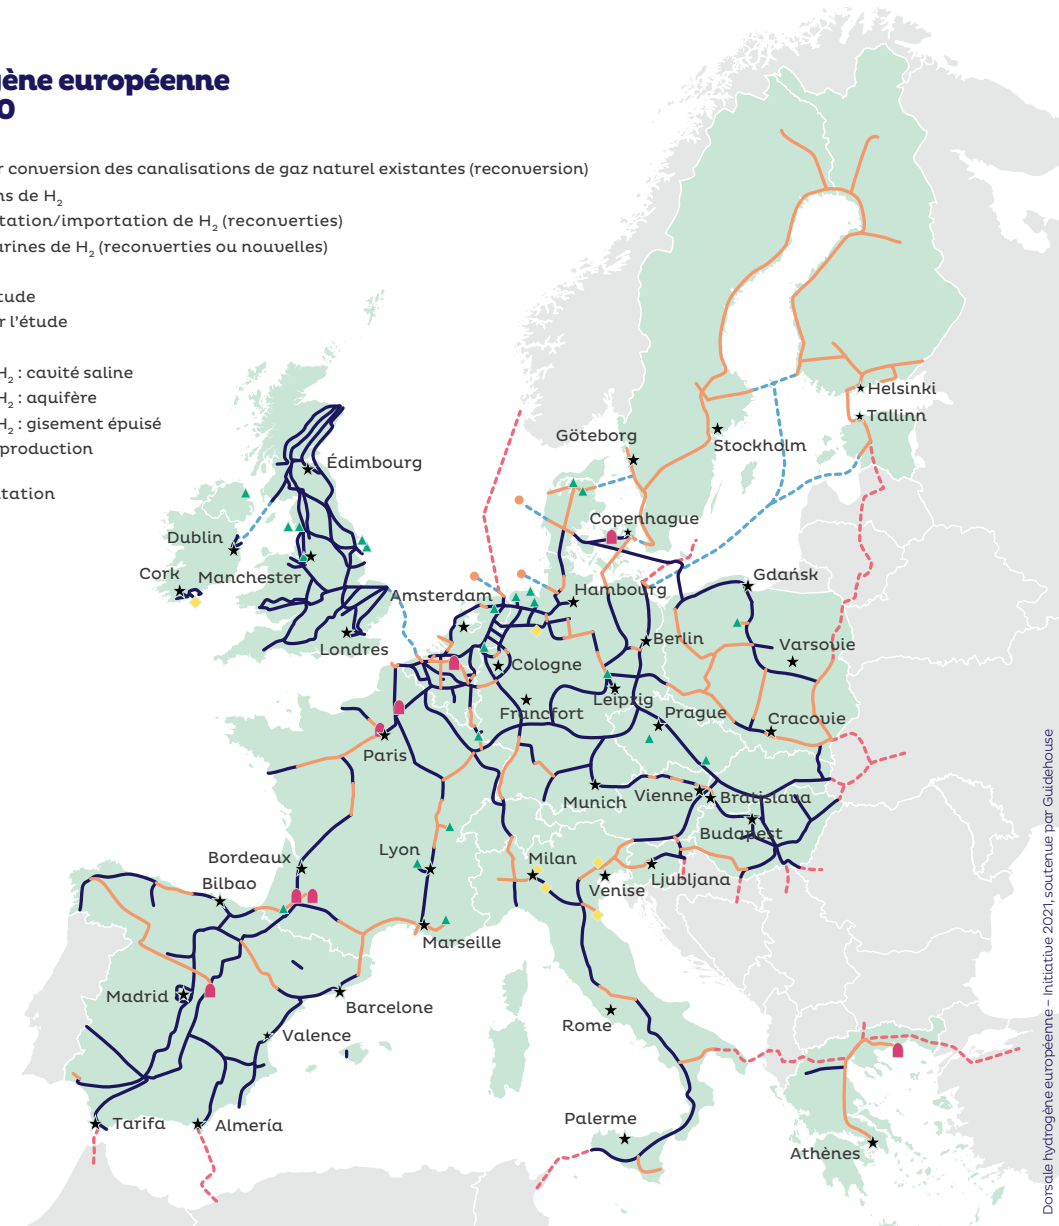 gène européenne
0
r conversion des canalisations de gaz naturel existantes (reconversion)
ns de H₂
tation/importation de H₂ (reconverties)
arines de H₂ (reconverties ou nouvelles)
tude
r l’étude
H₂ : cavité saline
H₂ : aquifère
H₂ : gisement épuisé
production
tation
Helsinki
Tallinn
Göteborg
Stockholm
Édimbourg
Copenhague
Dublin
Cork
Manchester
Amsterdam
Hambourg
Gdańsk
Londres
Berlin
Varsovie
Cologne
Leipzig
Francfort
Prague
Cracovie
Paris
Munich
Vienne
Bratislava
Budapest
Lyon
Milan
Bordeaux
Bilbao
Venise
Ljubljana
Marseille
Madrid
Barcelone
Rome
Valence
Tarifa
Almería
Palerme
Athènes
Dorsale hydrogène européenne – Initiative 2021, soutenue par Guidehouse